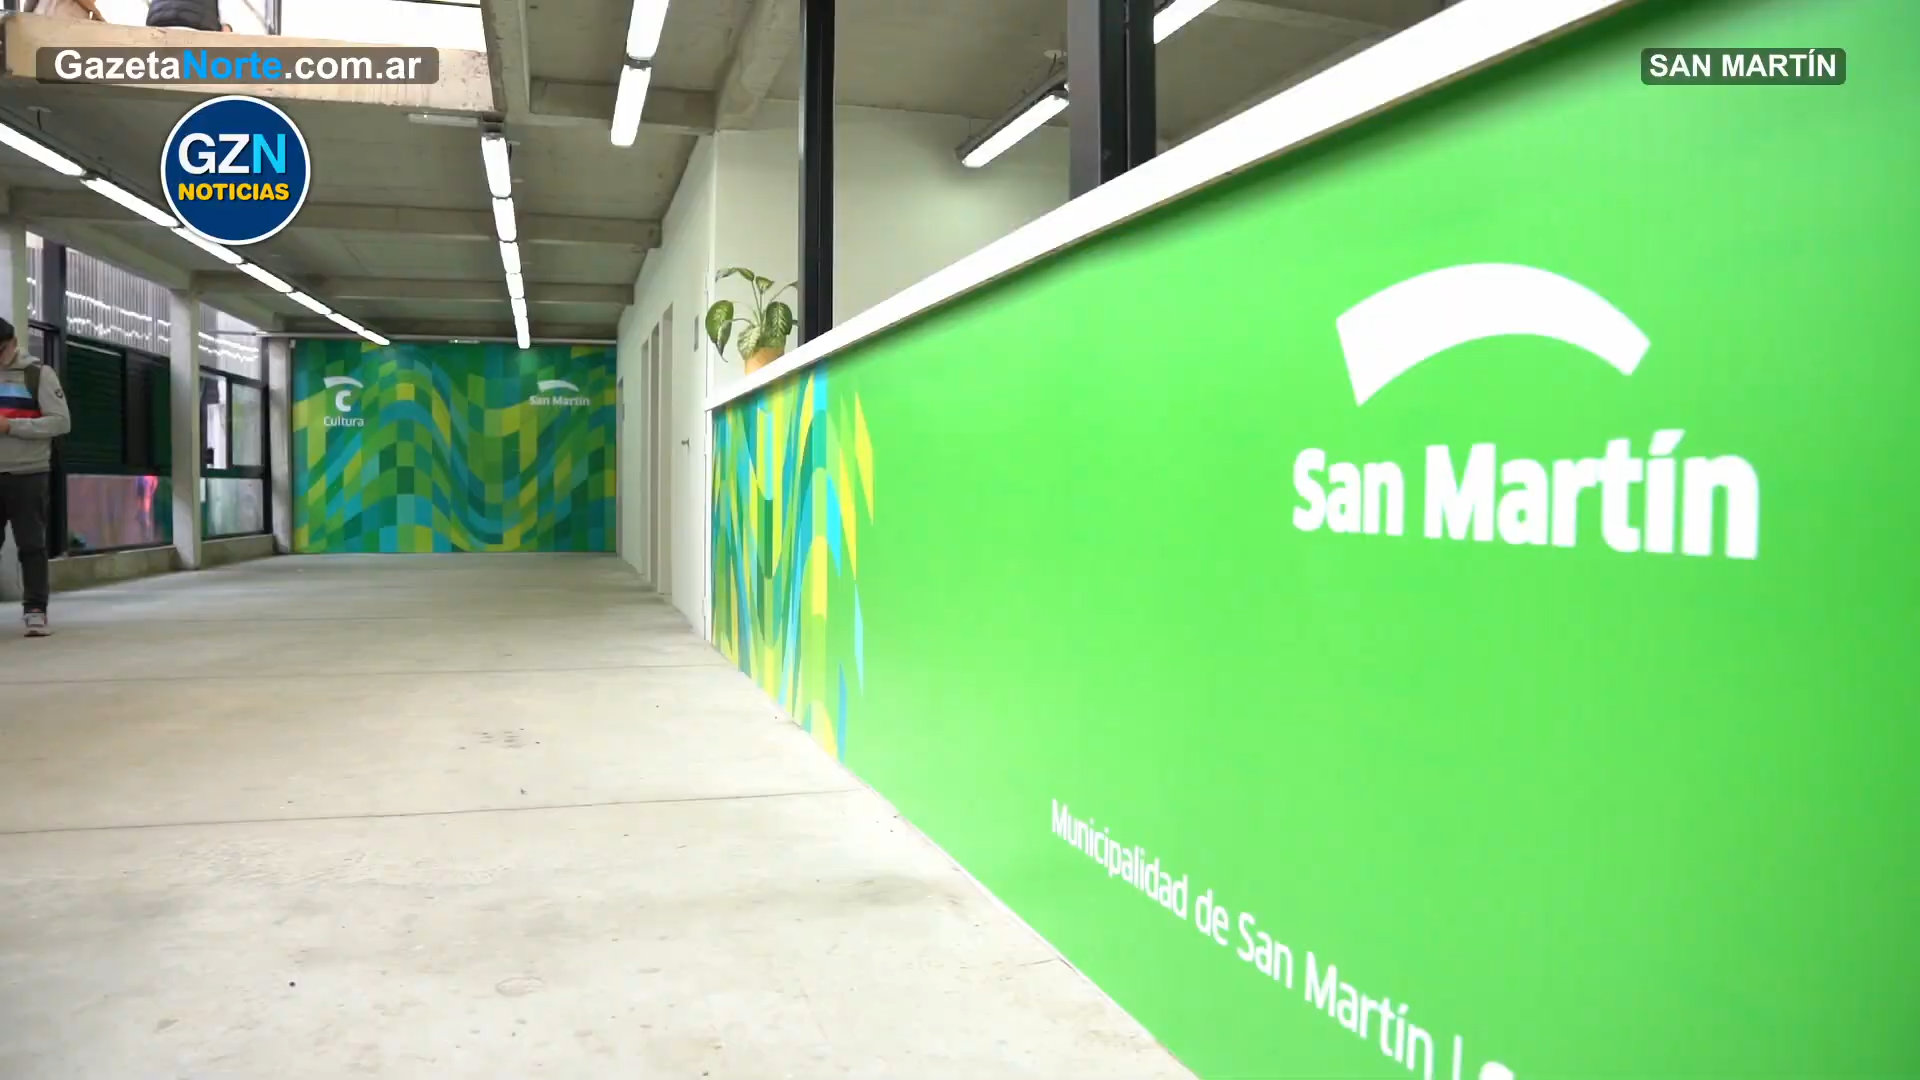 GazetaNorte.com.ar
SAN MARTÍN
GZN
NOTICIAS
C
Cultura
San Martín
San Martín
Municipalidad de San Martín |